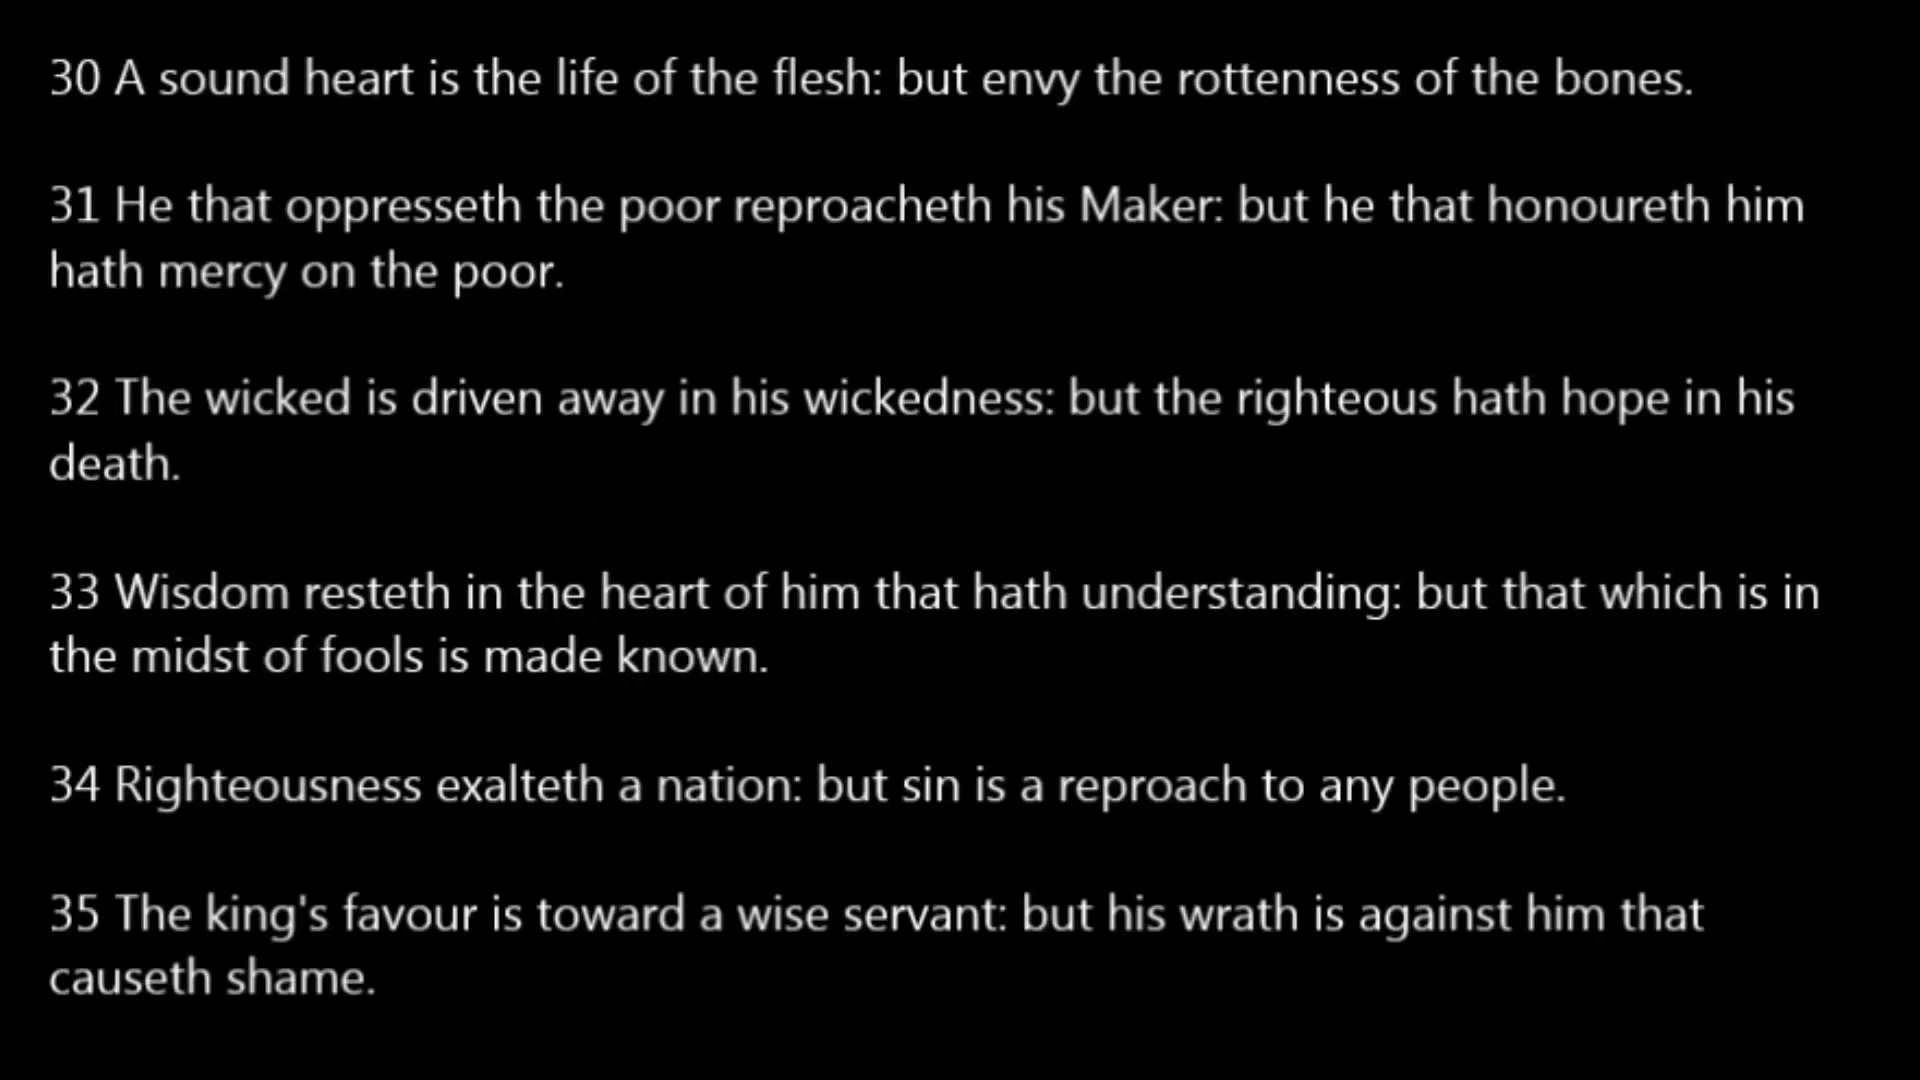 30 A sound heart is the life of the flesh: but envy the rottenness of the bones.
31 He that oppresseth the poor reproacheth his Maker: but he that honoureth him
hath mercy on the poor.
32 The wicked is driven away in his wickedness: but the righteous hath hope in his
death.
33 Wisdom resteth in the heart of him that hath understanding: but that which is in
the midst of fools is made known.
34 Righteousness exalteth a nation: but sin is a reproach to any people.
35 The king's favour is toward a wise servant: but his wrath is against him that
causeth shame.